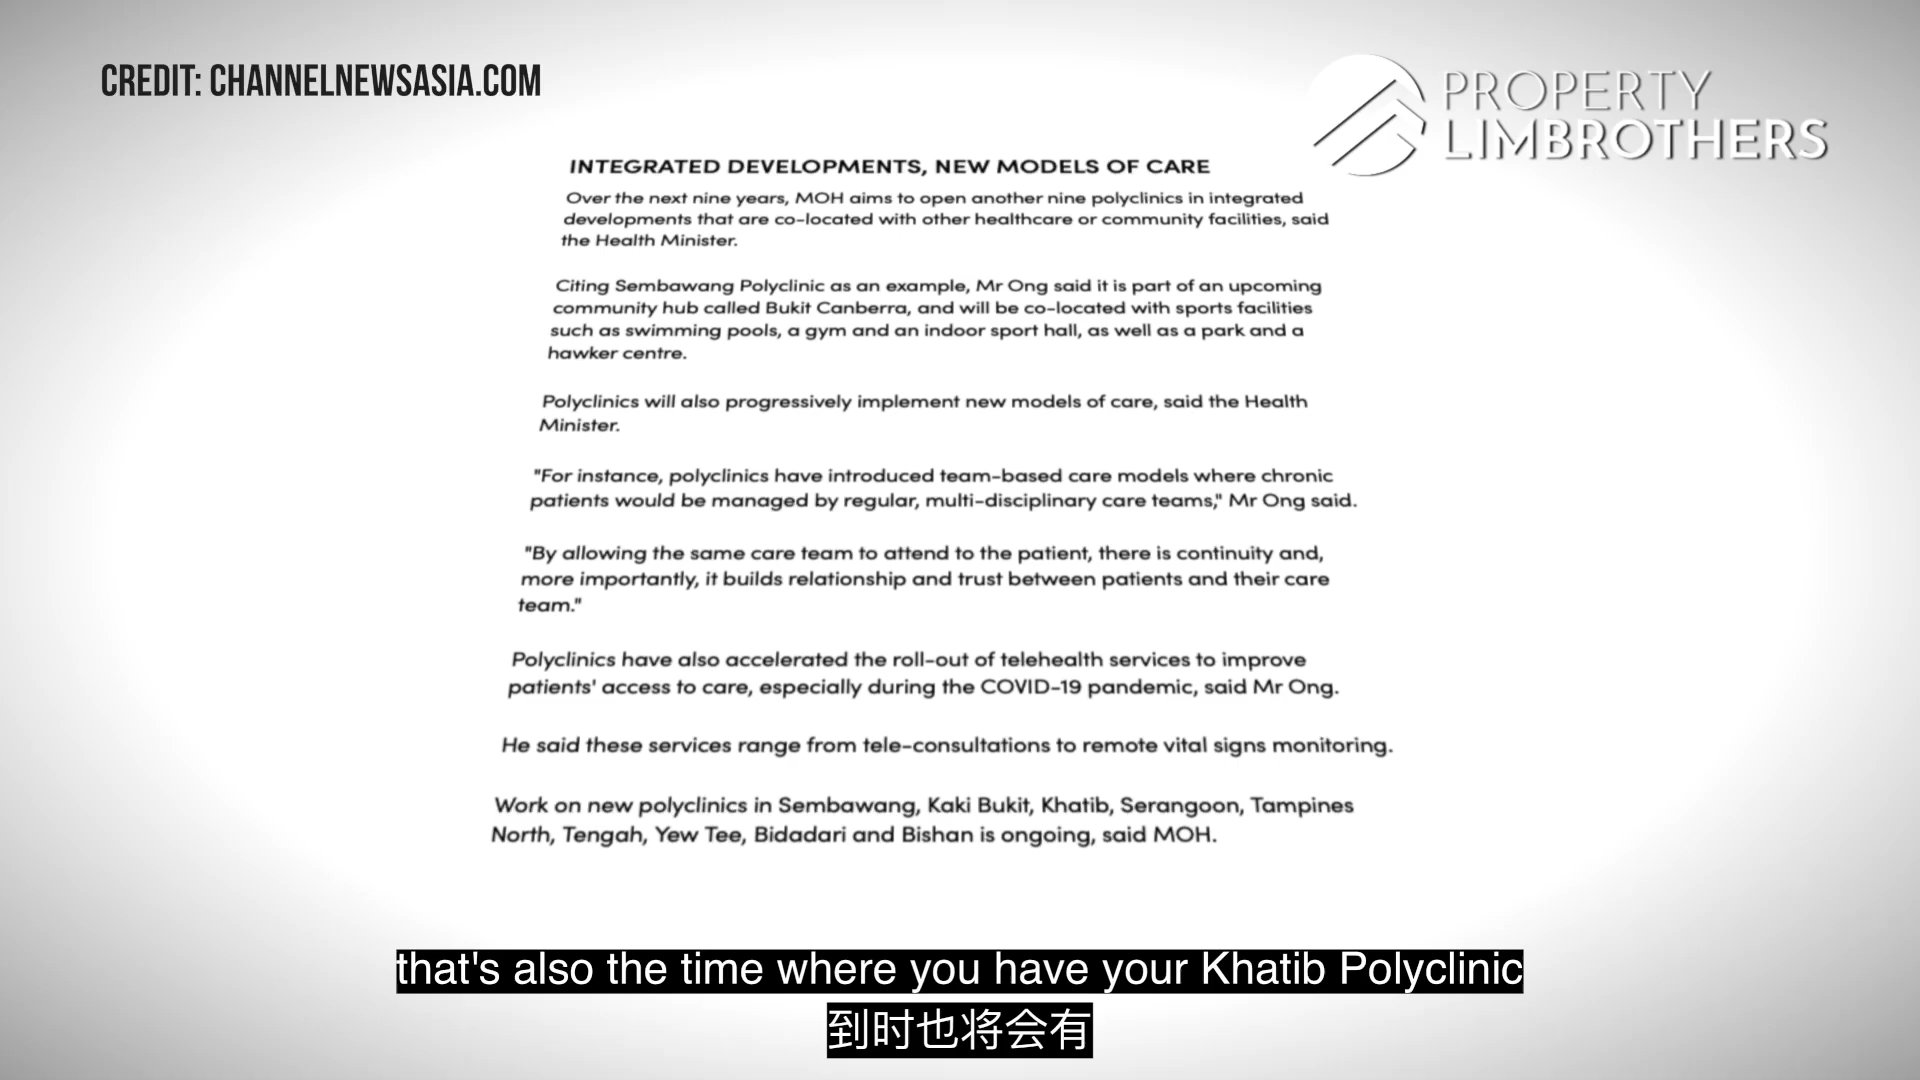 CREDIT: CHANNELNEWSASIA.COM
PROPERTY
LIMBROTHERS
INTEGRATED DEVELOPMENTS, NEW MODELS OF CARE
Over the next nine years, MOH aims to open another nine polyclinics in integrated
developments that are co-located with other healthcare or community facilities, said
the Health Minister.
Citing Sembawang Polyclinic as an example, Mr Ong said it is part of an upcoming
community hub called Bukit Canberra, and will be co-located with sports facilities
such as swimming pools, a gym and an indoor sport hall, as well as a park and a
hawker centre.
Polyclinics will also progressively implement new models of care, said the Health
Minister.
"For instance, polyclinics have introduced team-based care models where chronic
patients would be managed by regular, multi-disciplinary care teams," Mr Ong said.
"By allowing the same care team to attend to the patient, there is continuity and,
more importantly, it builds relationship and trust between patients and their care
team."
Polyclinics have also accelerated the roll-out of telehealth services to improve
patients' access to care, especially during the COVID-19 pandemic, said Mr Ong.
He said these services range from tele-consultations to remote vital signs monitoring.
Work on new polyclinics in Sembawang, Kaki Bukit, Khatib, Serangoon, Tampines
North, Tengah, Yew Tee, Bidadari and Bishan is ongoing, said MOH.
that's also the time where you have your Khatib Polyclinic
到时也将会有